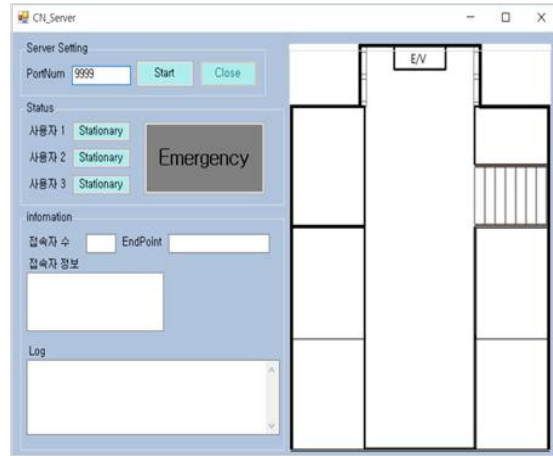 CN_Server
Server Setting
PortNum 9999 Start Close
Status
사용자 1 Stationary
사용자 2 Stationary
사용자 3 Stationary
Emergency
infomation
접속자 수 EndPoint
접속자 정보
Log
E/V